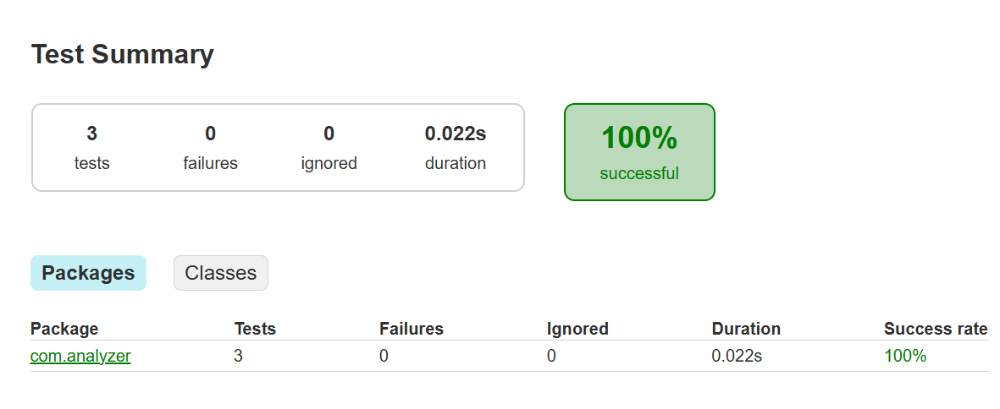 Test Summary
3 0 0 0.022s
tests failures ignored duration
100%
successful
Packages Classes
Package Tests Failures Ignored Duration Success rate
com.analyzer 3 0 0 0.022s 100%